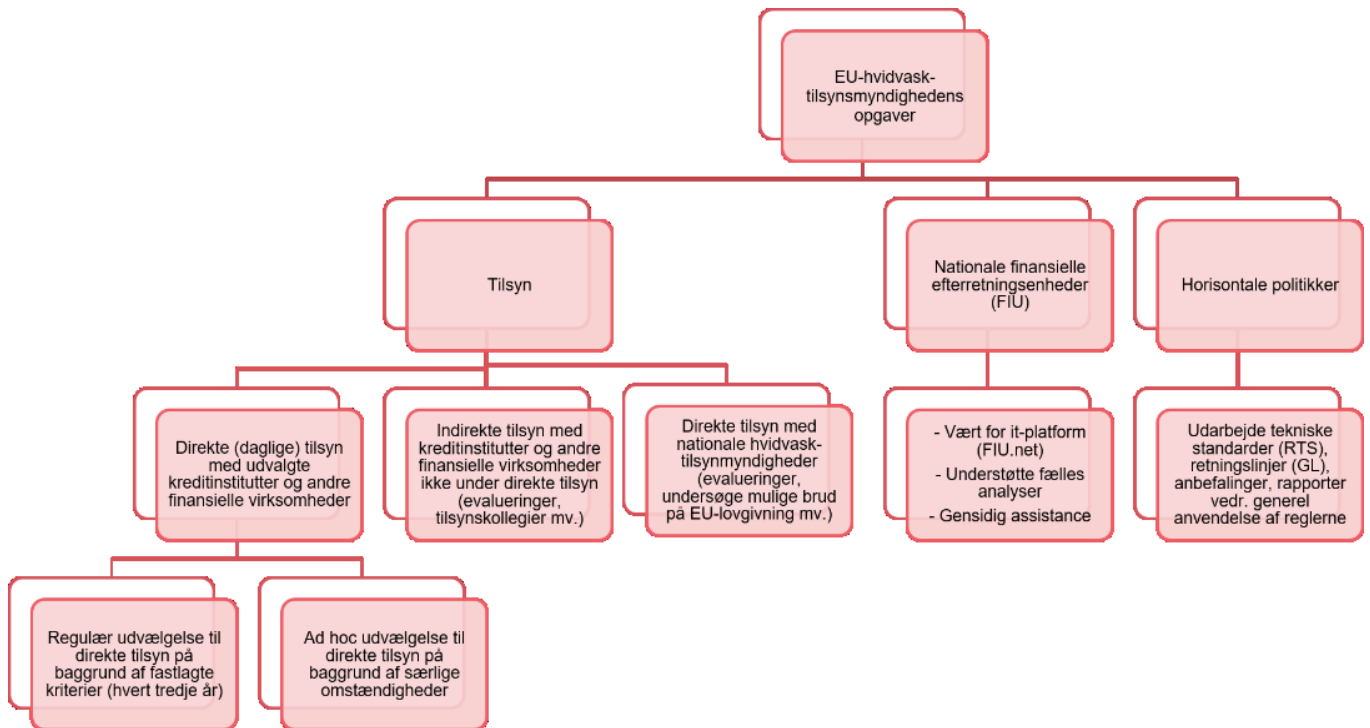 EU-hvidvask-
tilsynsmyndighedens
opgaver
Tilsyn
Nationale finansielle
efterretningsenheder
(FIU)
Horisontale politikker
Direkte (daglige) tilsyn
med udvalgte
kreditinstitutter og andre
finansielle virksomheder
Indirekte tilsyn med
kreditinstitutter og andre
finansielle virksomheder
ikke under direkte tilsyn
(evalueringer,
tilsynskollegier mv.)
Direkte tilsyn med
nationale hvidvask-
tilsynmyndigheder
(evalueringer,
undersøge mulige brud
på EU-lovgivning mv.)
- Vært for it-platform
(FIU.net)
- Understøtte fælles
analyser
- Gensidig assistance
Udarbejde tekniske
standarder (RTS),
retningslinjer (GL),
anbefalinger, rapporter
vedr. generel
anvendelse af reglerne
Regulær udvælgelse til
direkte tilsyn på
baggrund af fastlagte
kriterier (hvert tredje år)
Ad hoc udvælgelse til
direkte tilsyn på
baggrund af særlige
omstændigheder